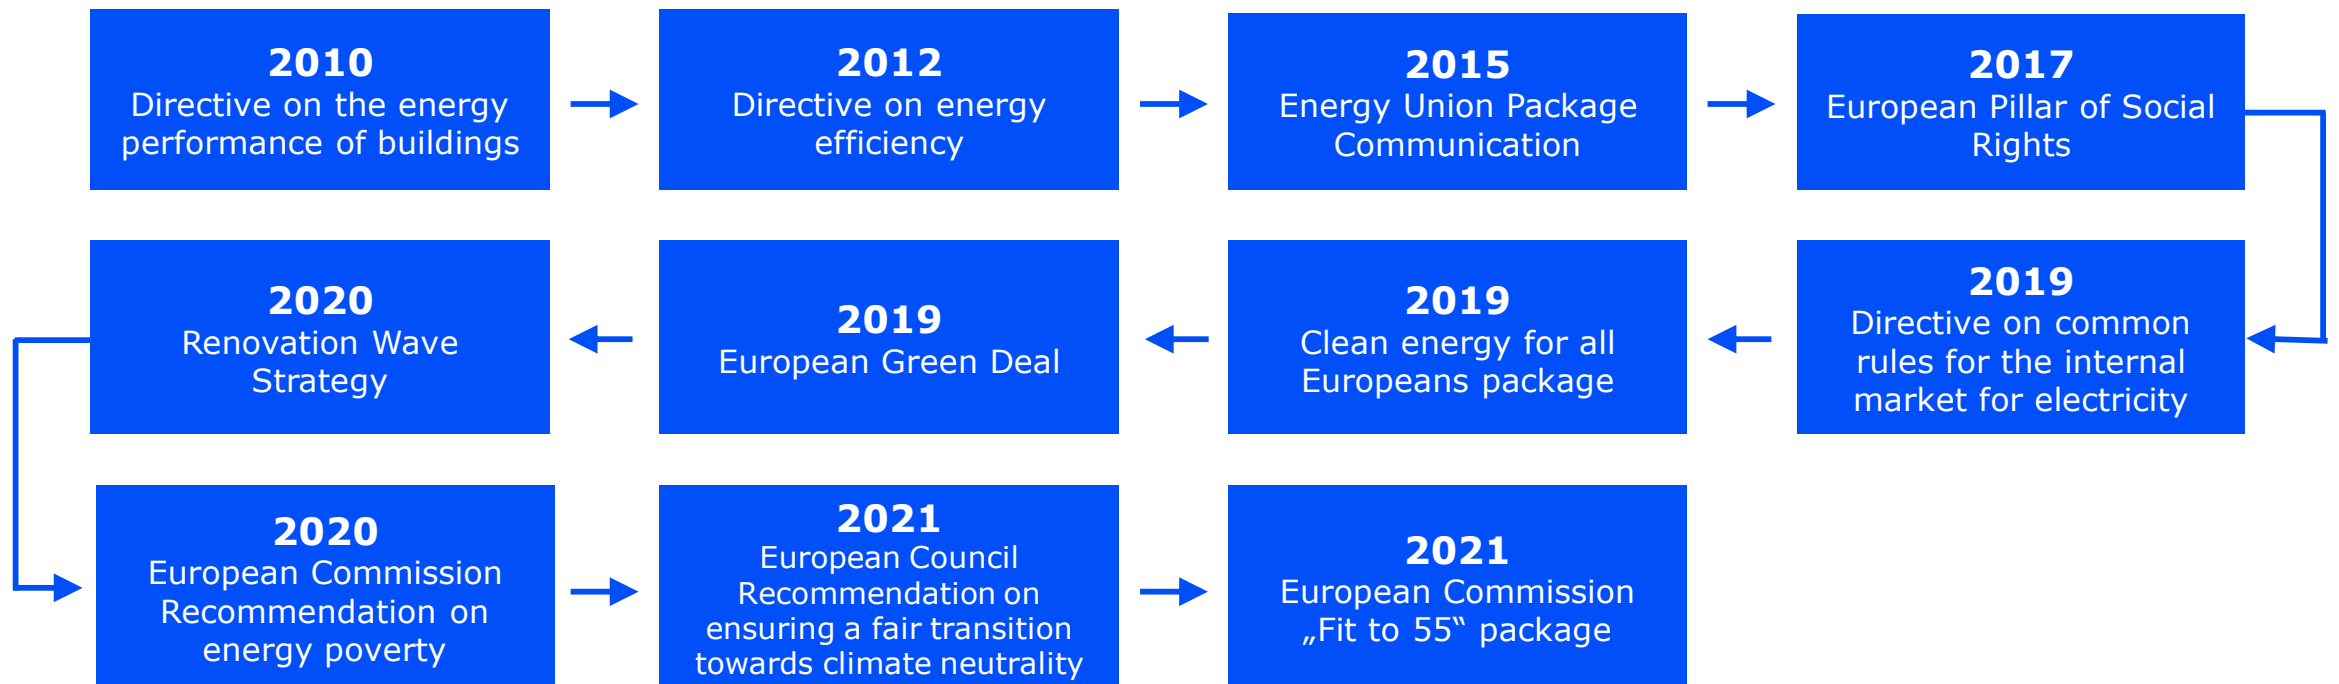 2010
Directive on the energy
performance of buildings
2012
Directive on energy
efficiency
2015
Energy Union Package
Communication
2017
European Pillar of Social
Rights
2019
Directive on common
rules for the internal
market for electricity
2019
Clean energy for all
Europeans package
2019
European Green Deal
2020
Renovation Wave
Strategy
2020
European Commission
Recommendation on
energy poverty
2021
European Council
Recommendation on
ensuring a fair transition
towards climate neutrality
2021
European Commission
„Fit to 55‟ package